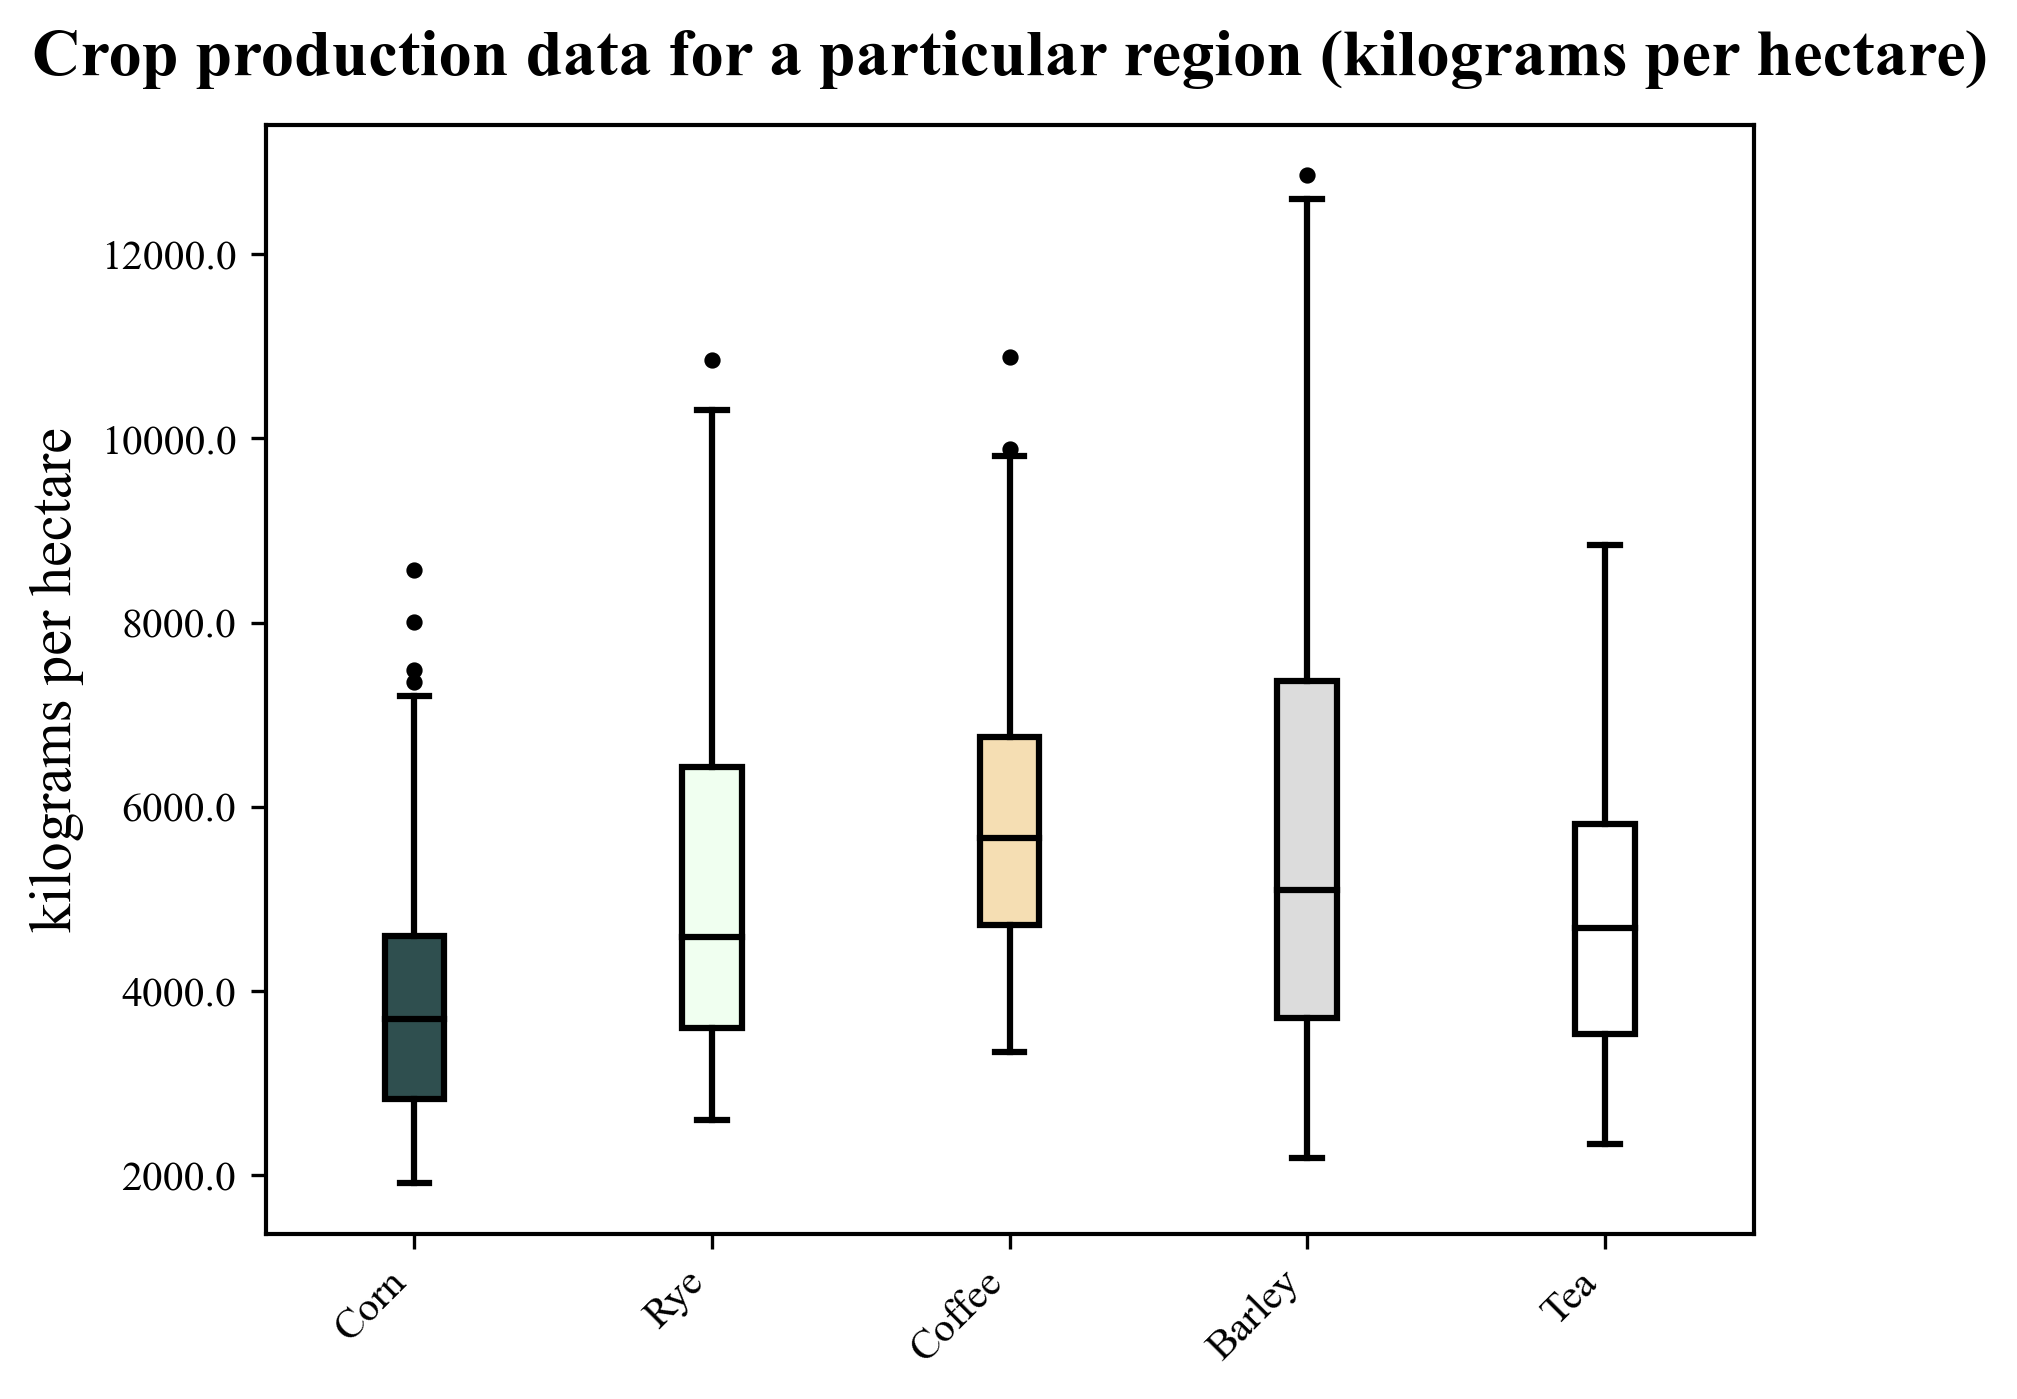 Crop production data for a particular region (kilograms per hectare)
kilograms per hectare
12000.0
10000.0
8000.0
6000.0
4000.0
2000.0
Corn
Rye
Coffee
Barley
Tea